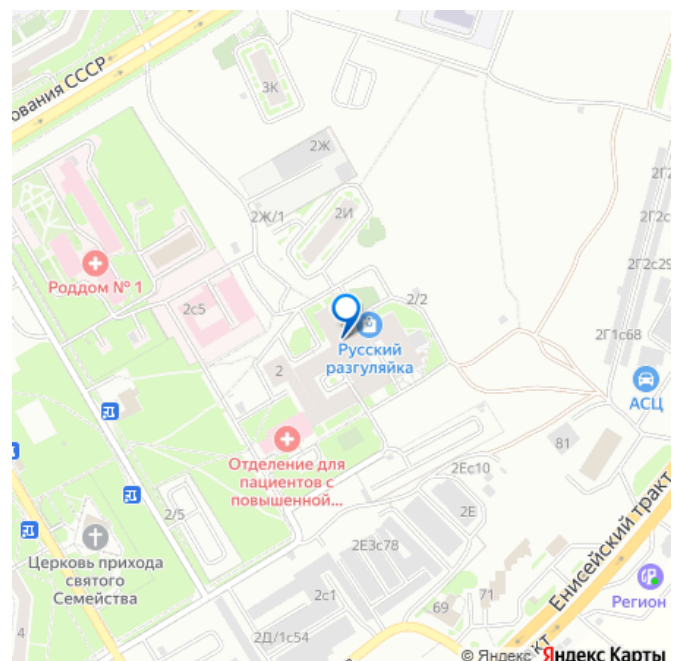 ования СССР
3К
2Ж
2Г2
2Ж/1
2И
2Г2с
2Г2с29
Роддом № 1
2/2
2с5
2Г1с68
Русский
разгуляйка
2
АСЦ
81
Отделение для
пациентов с
повышенной...
2Ес10
2/5
2Е
Енисейский тракт
Церковь прихода
святого
Семейства
2Е3с78
2с1
71
Регион
69
4
2Д/1с54
кт
© Яндекс Яндекс Карты